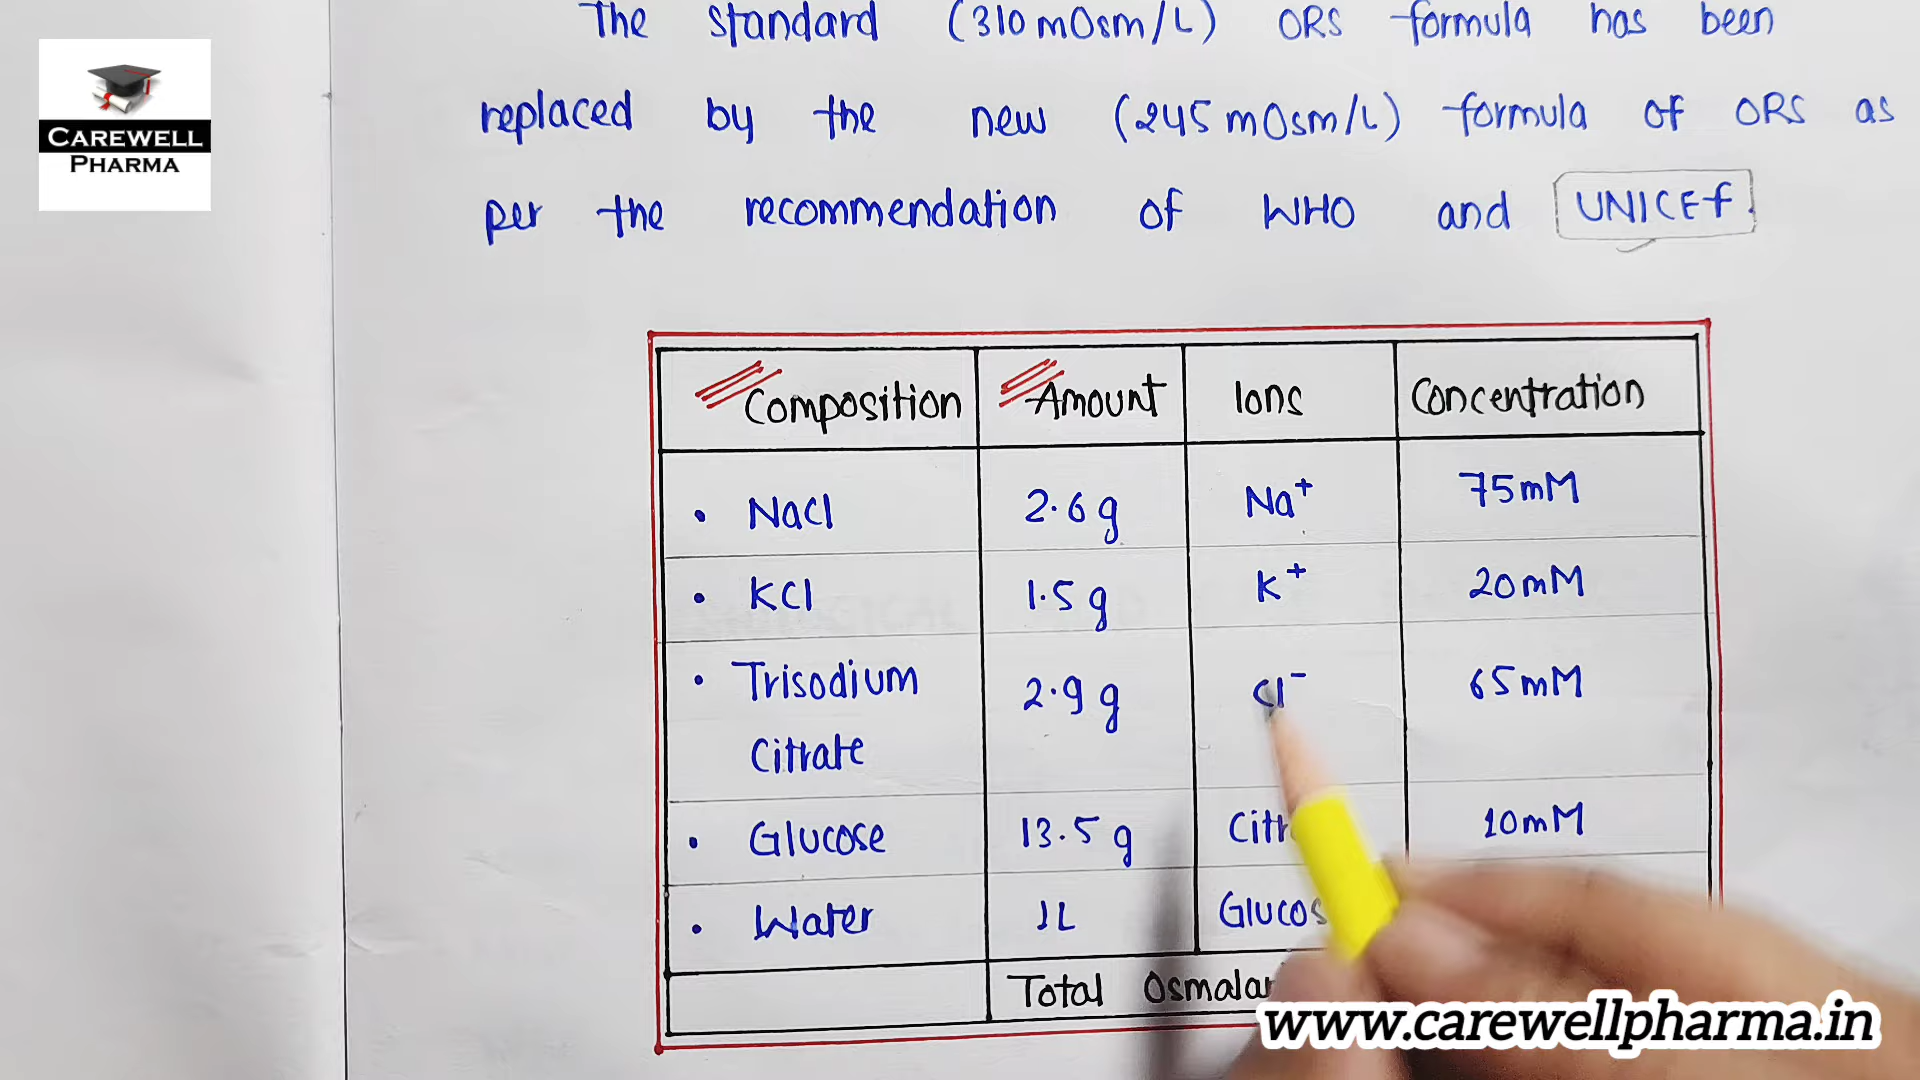 The standard (310 mOsm/L) ORS formula has been
CAREWELL
PHARMA
replaced by the new (245 mOsm/L) formula of ORS as
per the recommendation of WHO and UNICEF.
Composition Amount Ions Concentration
• NaCl 2.6 g Na⁺ 75mM
• KCl 1.5 g K⁺ 20mM
• Trisodium 2.9 g Cl⁻ 65mM
Citrate
• Glucose 13.5 g 10mM
• Water 1L
Total
www.carewellpharma.in